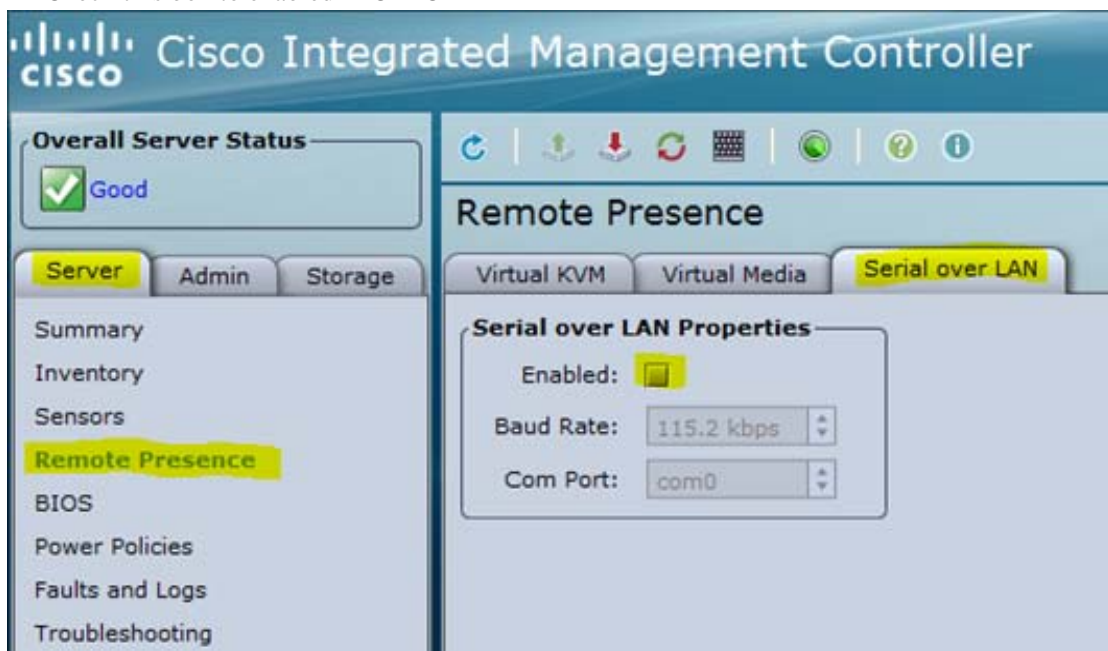 CISCO
Cisco Integrated Management Controller
Overall Server Status
Good
Server
Admin
Storage
Summary
Inventory
Sensors
Remote Presence
BIOS
Power Policies
Faults and Logs
Troubleshooting
Remote Presence
Virtual KVM
Virtual Media
Serial over LAN
Serial over LAN Properties
Enabled:
Baud Rate: 115.2 kbps
Com Port: com0